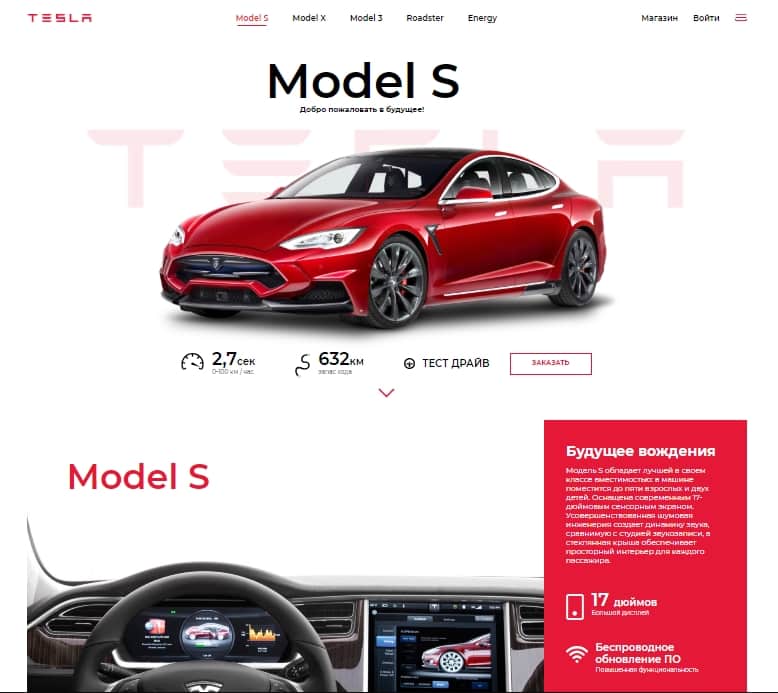 TESLA
Model S Model X Model 3 Roadster Energy
Магазин Войти
Model S
Добро пожаловать в будущее!
TESLA
2,7сек
0-100 км / час
632км
запас хода
ТЕСТ ДРАЙВ
ЗАКАЗАТЬ
Model S
Будущее вождения
Модель S обладает лучшей в своем
классе вместимостью: в машине
поместится до пяти взрослых и двух
детей. Оснащена современным 17-
дюймовым сенсорным экраном.
Усовершенствованная шумовая
инженерия создает динамику звука,
сравнимую с студией звукозаписи, а
стеклянная крыша обеспечивает
просторный интерьер для каждого
пассажира.
17 дюймов
Большой дисплей
Беспроводное
обновление ПО
Повышенная функциональность